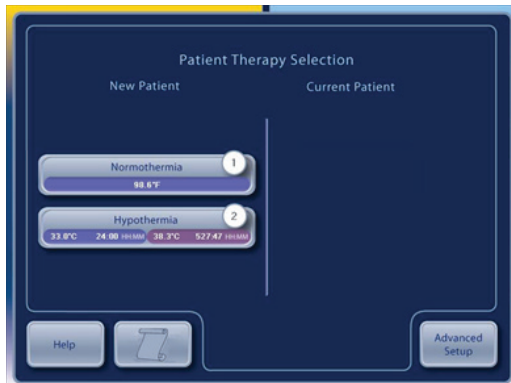 Patient Therapy Selection
New Patient
Current Patient
Normothermia 1
98.6°F
Hypothermia 2
33.0°C 24:00 HH:MM 38.3°C 527:47 HH:MM
Help
Advanced
Setup